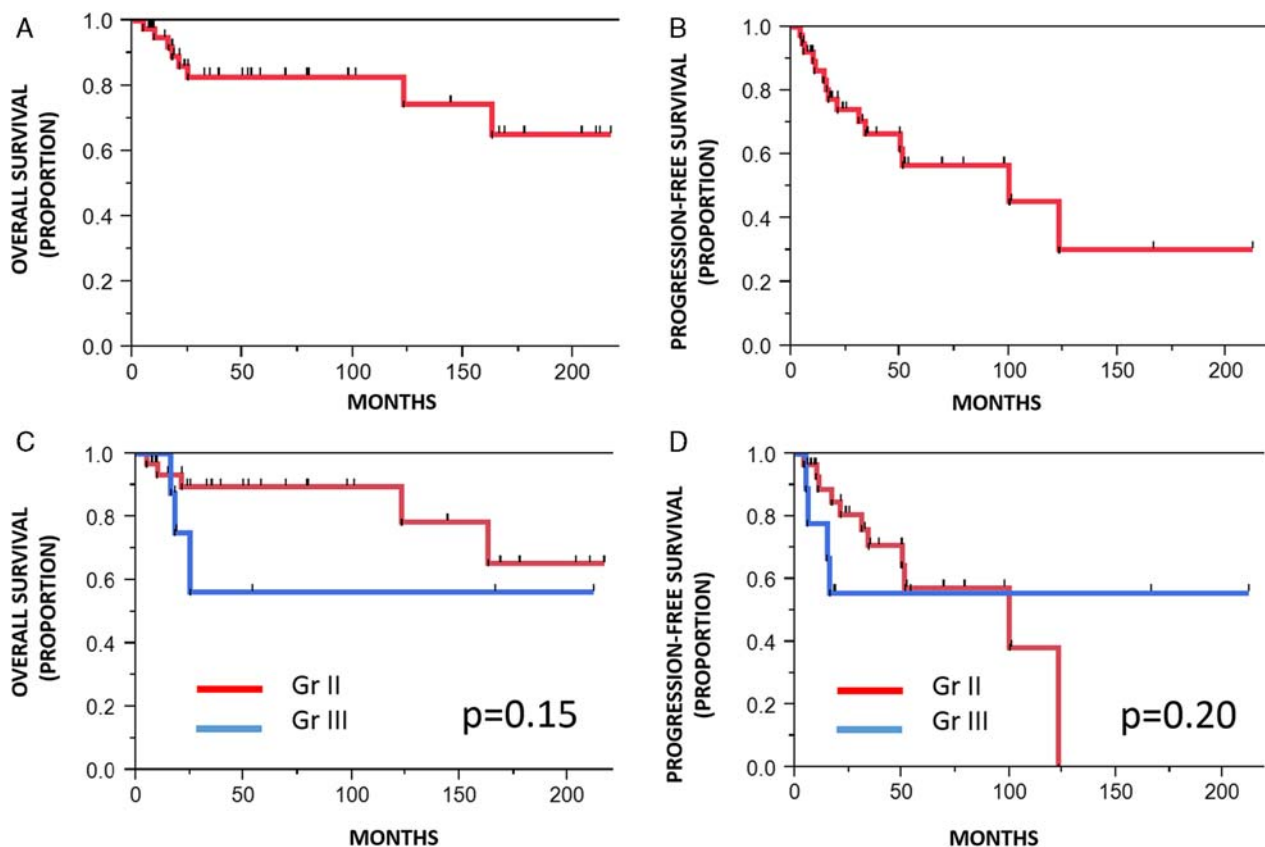 A
OVERALL SURVIVAL
(PROPORTION)
1.0
0.8
0.6
0.4
0.2
0.0
0 50 100 150 200
MONTHS
B
PROGRESSION-FREE SURVIVAL
(PROPORTION)
1.0
0.8
0.6
0.4
0.2
0.0
0 50 100 150 200
MONTHS
C
OVERALL SURVIVAL
(PROPORTION)
1.0
0.8
0.6
0.4
0.2
0.0
Gr II
Gr III
p=0.15
0 50 100 150 200
MONTHS
D
PROGRESSION-FREE SURVIVAL
(PROPORTION)
1.0
0.8
0.6
0.4
0.2
0.0
Gr II
Gr III
p=0.20
0 50 100 150 200
MONTHS